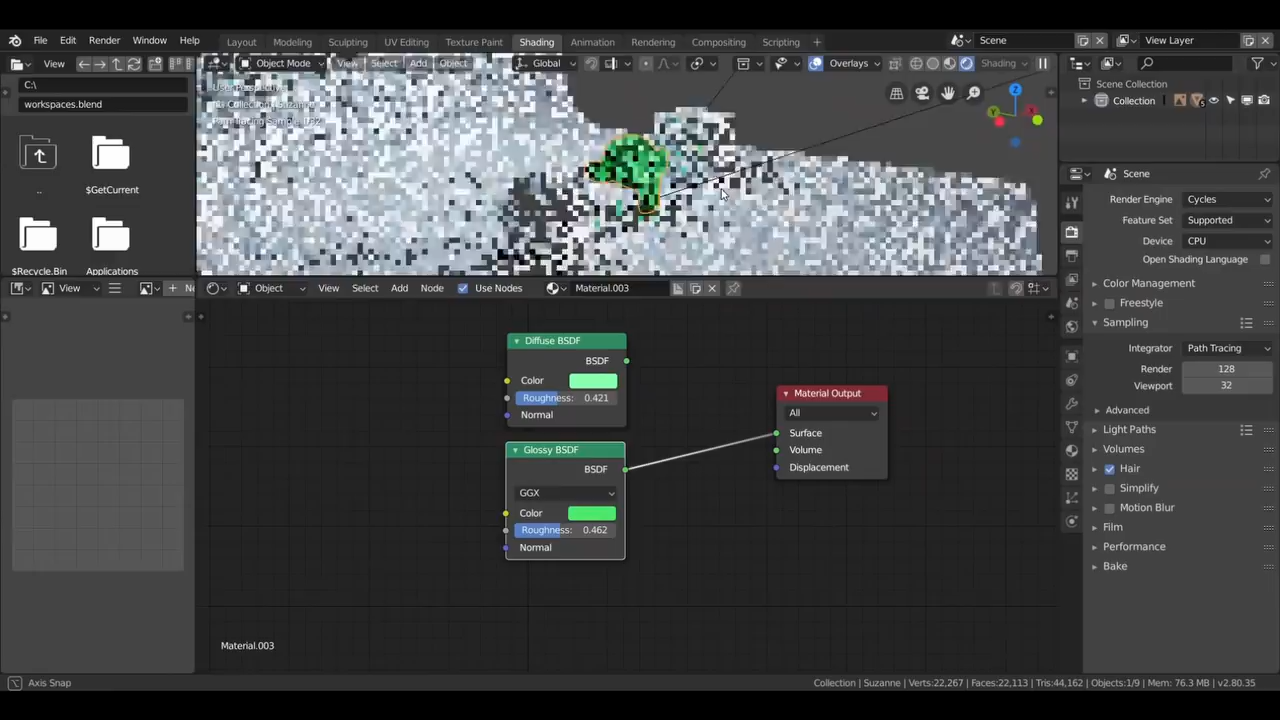 File Edit Render Window Help
Layout Modeling Sculpting UV Editing Texture Paint Shading Animation Rendering Compositing Scripting +
Scene
View Layer
View
Object Mode View Select Add Object Global Overlays Shading
C:\
workspaces.blend
..
$GetCurrent
$Recycle.Bin
Applications
User Perspective
Scene Collection
Collection
Scene
Render Engine Cycles
Feature Set Supported
Device CPU
Open Shading Language
Color Management
Freestyle
Sampling
Integrator Path Tracing
Render 128
Viewport 32
Advanced
Light Paths
Volumes
Hair
Simplify
Motion Blur
Film
Performance
Bake
View
Object View Select Add Node Use Nodes Material.003
Diffuse BSDF
BSDF
Color
Roughness: 0.421
Normal
Glossy BSDF
BSDF
GGX
Color
Roughness: 0.462
Normal
Material Output
All
Surface
Volume
Displacement
Material.003
Axis Snap
Collection | Suzanne | Verts:22,267 | Faces:22,113 | Tris:44,162 | Objects:1/9 | Mem: 76.3 MB | v2.80.35